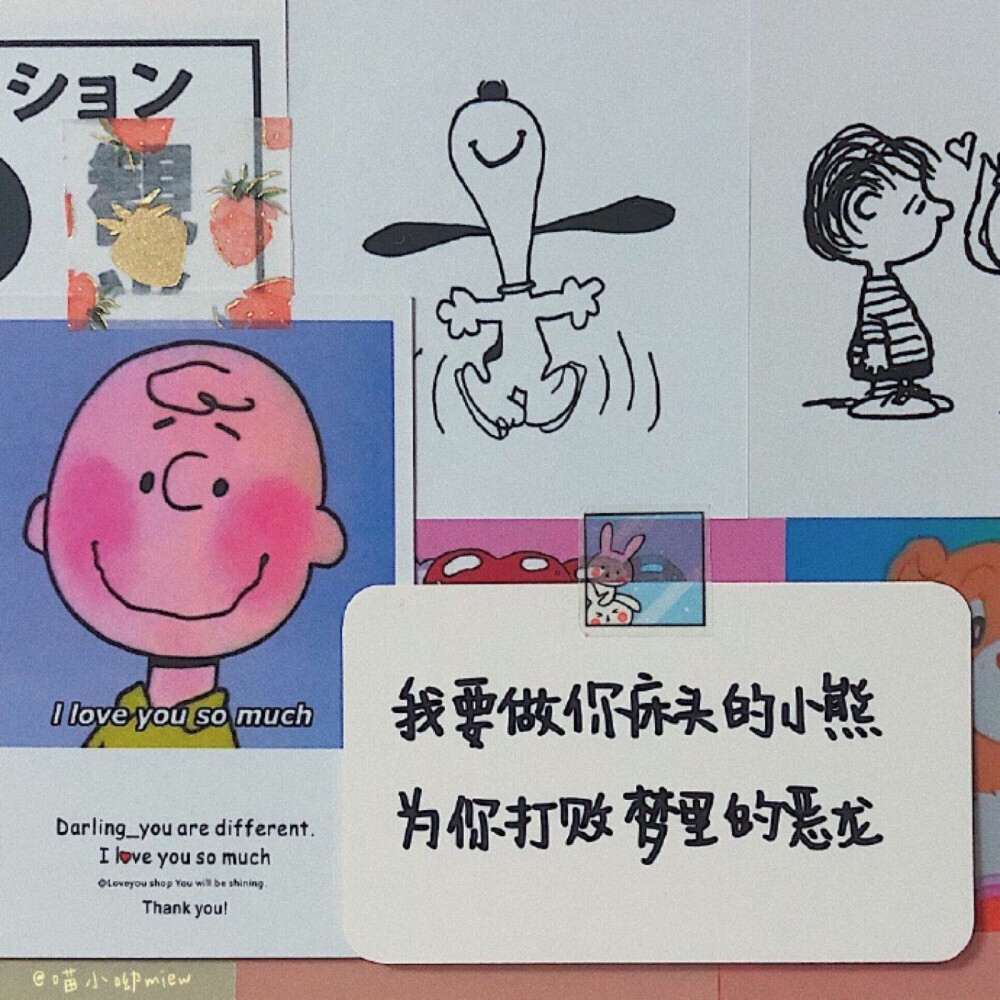 ション
I love you so much
Darling_you are different.
I love you so much
©Loveyou shop You will be shining.
Thank you!
我要做你床头的小熊
为你打败梦里的恶龙
@喵小呦miew